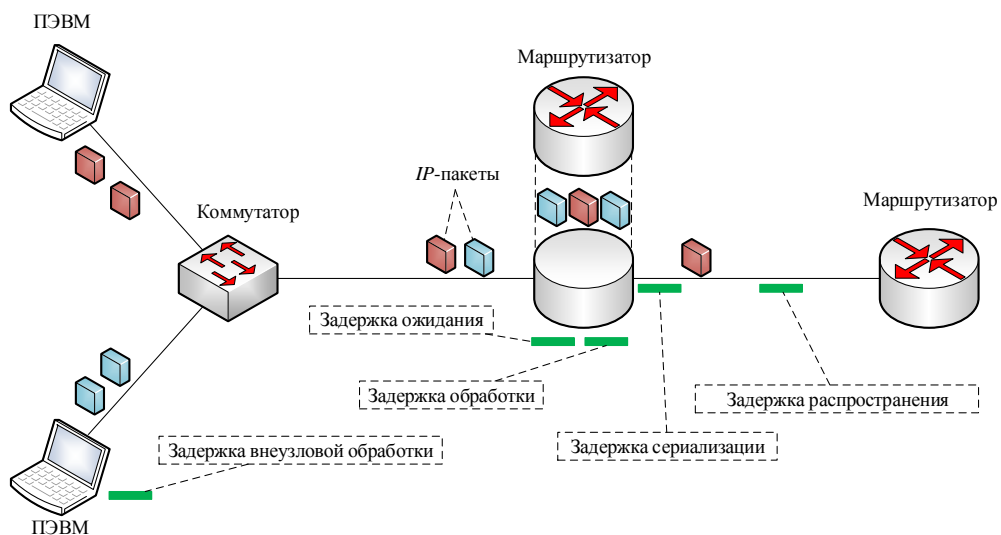 ПЭВМ
Маршрутизатор
IP-пакеты
Коммутатор
Маршрутизатор
Задержка ожидания
Задержка обработки
Задержка распространения
Задержка внеузловой обработки
Задержка сериализации
ПЭВМ